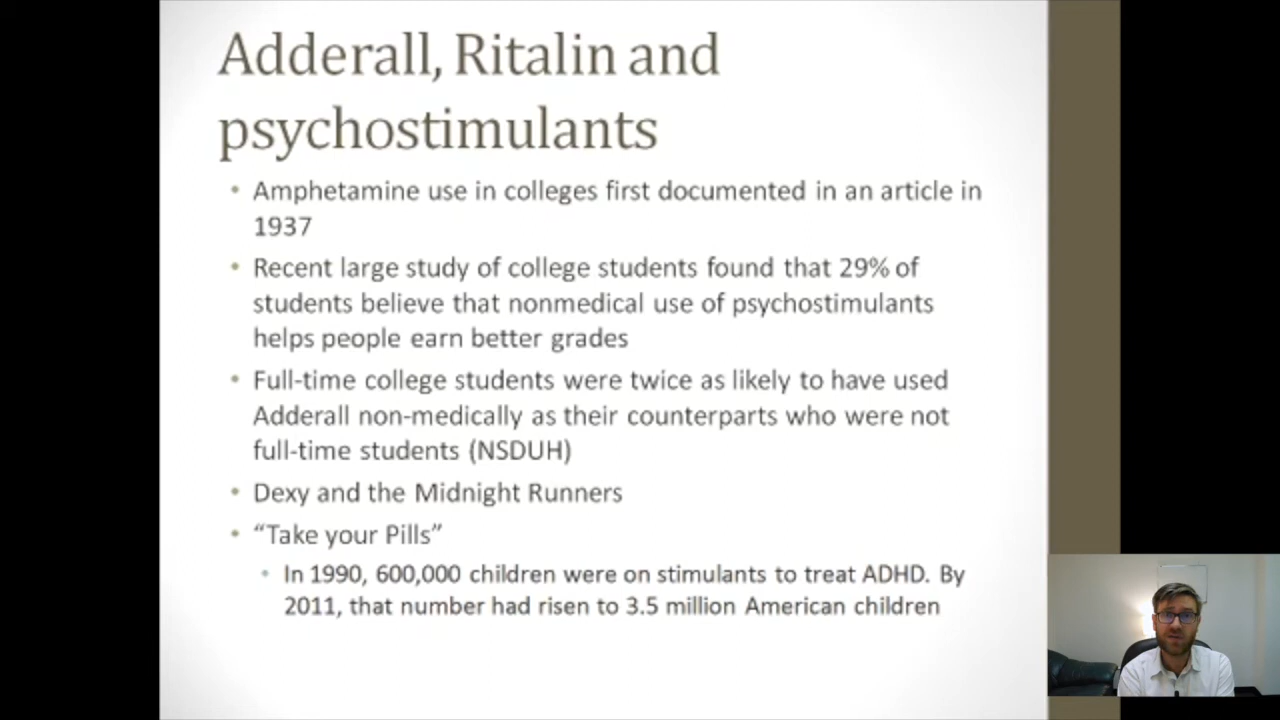 Adderall, Ritalin and
psychostimulants
• Amphetamine use in colleges first documented in an article in
1937
• Recent large study of college students found that 29% of
students believe that nonmedical use of psychostimulants
helps people earn better grades
• Full-time college students were twice as likely to have used
Adderall non-medically as their counterparts who were not
full-time students (NSDUH)
• Dexy and the Midnight Runners
• “Take your Pills”
• In 1990, 600,000 children were on stimulants to treat ADHD. By
2011, that number had risen to 3.5 million American children